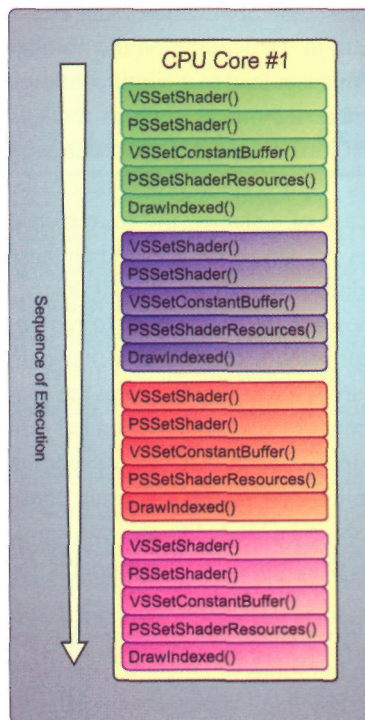 CPU Core #1
VSSetShader()
PSSetShader()
VSSetConstantBuffer()
PSSetShaderResources()
DrawIndexed()
VSSetShader()
PSSetShader()
VSSetConstantBuffer()
PSSetShaderResources()
DrawIndexed()
VSSetShader()
PSSetShader()
VSSetConstantBuffer()
PSSetShaderResources()
DrawIndexed()
VSSetShader()
PSSetShader()
VSSetConstantBuffer()
PSSetShaderResources()
DrawIndexed()
Sequence of Execution